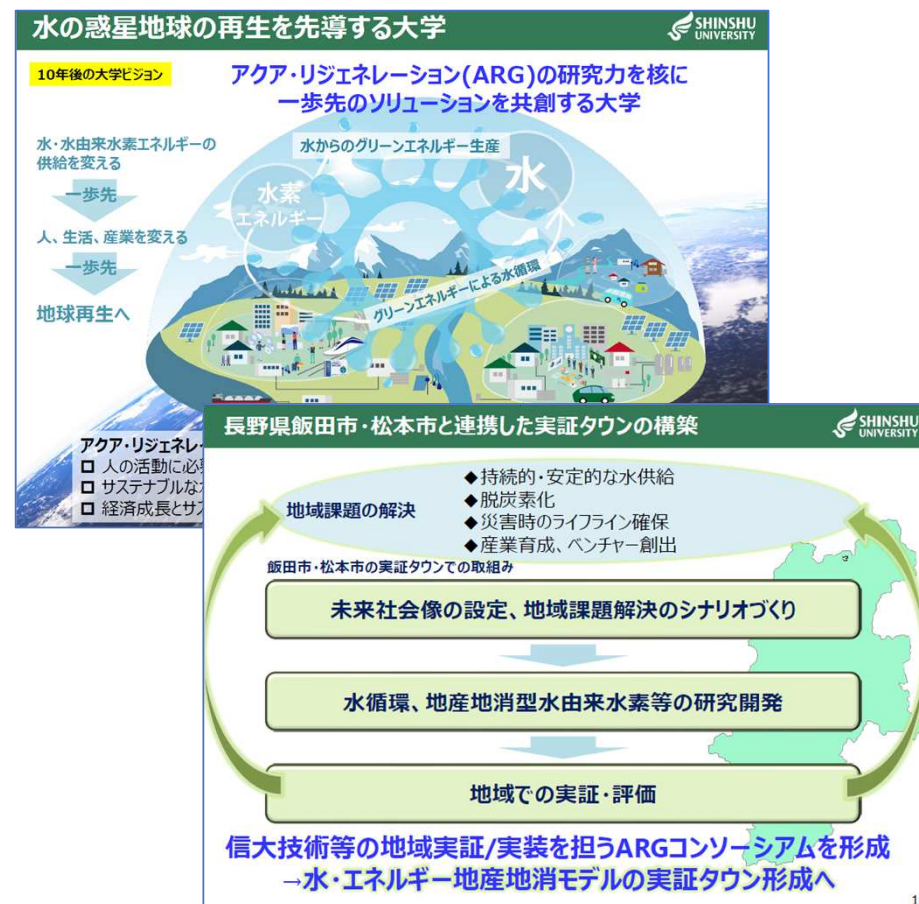 水の惑星地球の再生を先導する大学
SHINSHU
UNIVERSITY
10年後の大学ビジョン
アクア・リジェネレーション(ARG)の研究力を核に
一歩先のソリューションを共創する大学
水・水由来水素エネルギーの
供給を変える
一歩先
人、生活、産業を変える
一歩先
地球再生へ
水からのグリーンエネルギー生産
水素
エネルギー
水
グリーンエネルギーによる水循環
アクア・リジェネレ
人の活動に必
サステナブルな
経済成長とサ
長野県飯田市・松本市と連携した実証タウンの構築
SHINSHU
UNIVERSITY
地域課題の解決
◆持続的・安定的な水供給
◆脱炭素化
◆災害時のライフライン確保
◆産業育成、ベンチャー創出
飯田市・松本市の実証タウンでの取組み
未来社会像の設定、地域課題解決のシナリオづくり
水循環、地産地消型水由来水素等の研究開発
地域での実証・評価
信大技術等の地域実証/実装を担うARGコンソーシアムを形成
→水・エネルギー地産地消モデルの実証タウン形成へ
1